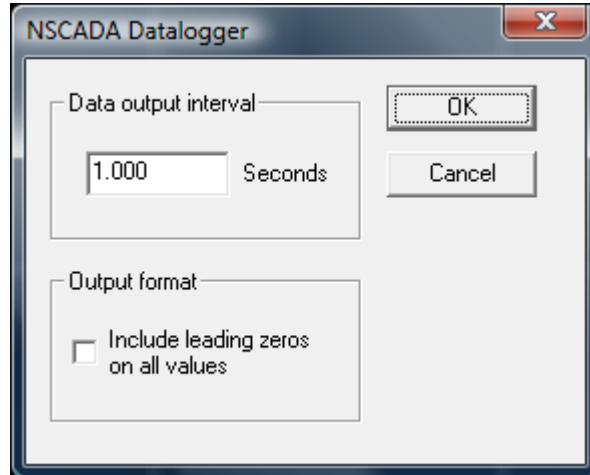 NSCADA Datalogger
Data output interval
1.000 Seconds
OK
Cancel
Output format
Include leading zeros
on all values